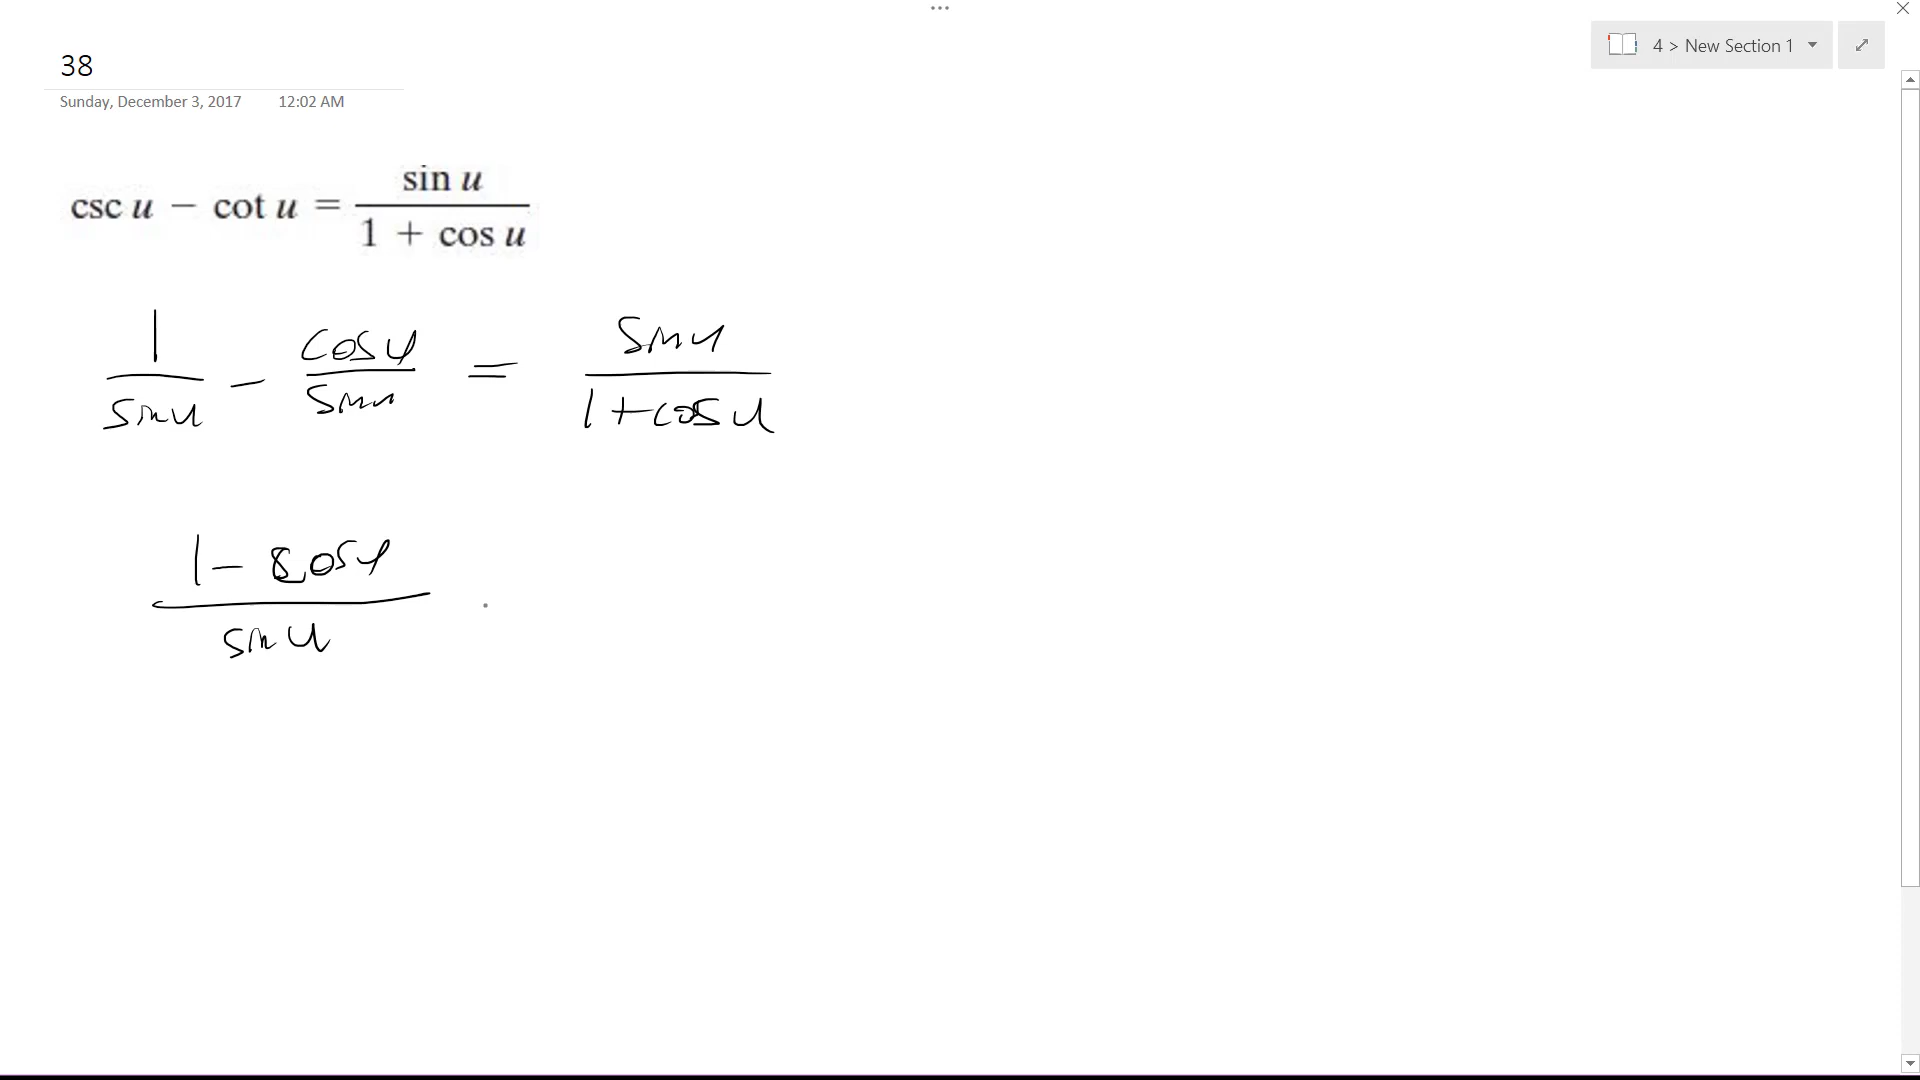 ...
4 > New Section 1
38
Sunday, December 3, 2017 12:02 AM
csc u − cot u = sin u / 1 + cos u
1 / sin u − cos u / sin u = sin u / 1 + cos u
1 − cos u / sin u